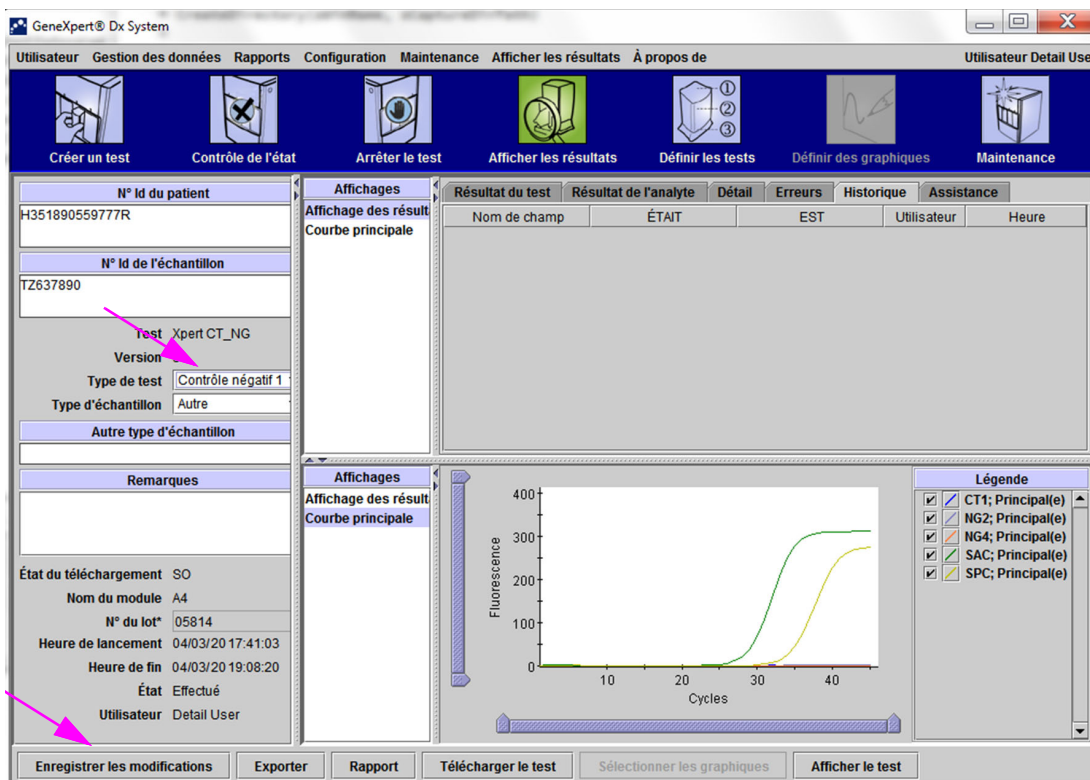 GeneXpert® Dx System
Utilisateur Gestion des données Rapports Configuration Maintenance Afficher les résultats À propos de Utilisateur Detail Use
Créer un test Contrôle de l'état Arrêter le test Afficher les résultats Définir les tests Définir des graphiques Maintenance
N° Id du patient
H351890559777R
N° Id de l'échantillon
TZ637890
Test Xpert CT_NG
Version
Type de test Contrôle négatif 1
Type d'échantillon Autre
Autre type d'échantillon
Remarques
État du téléchargement SO
Nom du module A4
N° du lot* 05814
Heure de lancement 04/03/20 17:41:03
Heure de fin 04/03/20 19:08:20
État Effectué
Utilisateur Detail User
Affichages
Affichage des résult
Courbe principale
Résultat du test Résultat de l'analyte Détail Erreurs Historique Assistance
Nom de champ ÉTAIT EST Utilisateur Heure
Affichages
Affichage des résult
Courbe principale
Fluorescence
400
300
200
100
0
10 20 30 40
Cycles
Légende
CT1; Principal(e)
NG2; Principal(e)
NG4; Principal(e)
SAC; Principal(e)
SPC; Principal(e)
Enregistrer les modifications Exporter Rapport Télécharger le test Sélectionner les graphiques Afficher le test